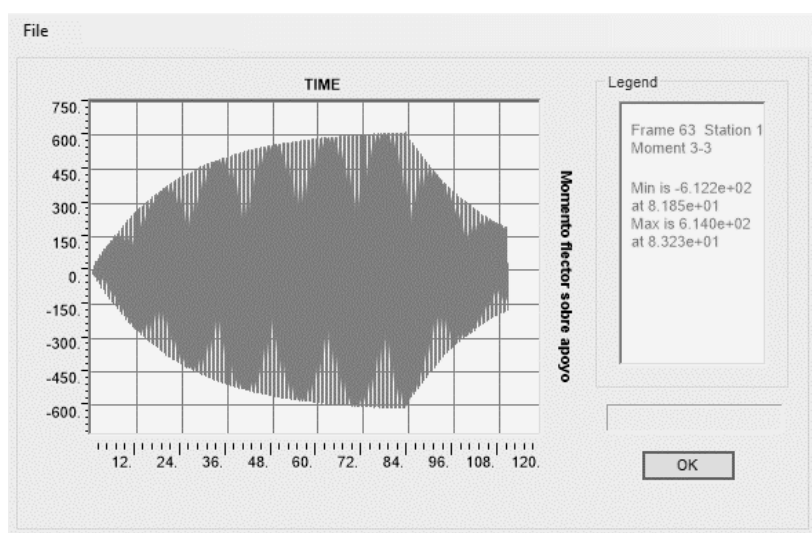 File
TIME
750.
600.
450.
300.
150.
0.
-150.
-300.
-450.
-600.
12. 24. 36. 48. 60. 72. 84. 96. 108. 120.
Momento flector sobre apoyo
Legend
Frame 63 Station 1
Moment 3-3
Min is -6.122e+02
at 8.185e+01
Max is 6.140e+02
at 8.323e+01
OK